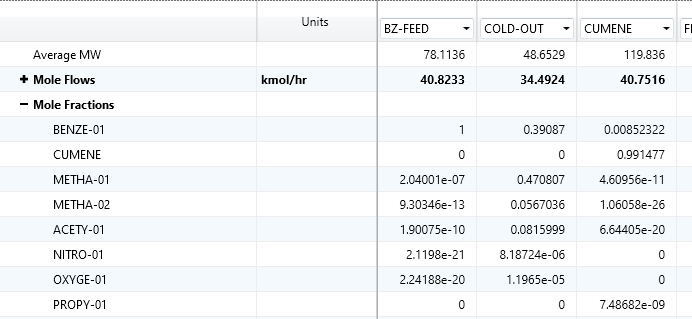 Units BZ-FEED COLD-OUT CUMENE
Average MW 78.1136 48.6529 119.836
Mole Flows kmol/hr 40.8233 34.4924 40.7516
Mole Fractions
BENZE-01 1 0.39087 0.00852322
CUMENE 0 0 0.991477
METHA-01 2.04001e-07 0.470807 4.60956e-11
METHA-02 9.30346e-13 0.0567036 1.06058e-26
ACETY-01 1.90075e-10 0.0815999 6.64405e-20
NITRO-01 2.1198e-21 8.18724e-06 0
OXYGE-01 2.24188e-20 1.1965e-05 0
PROPY-01 0 0 7.48682e-09